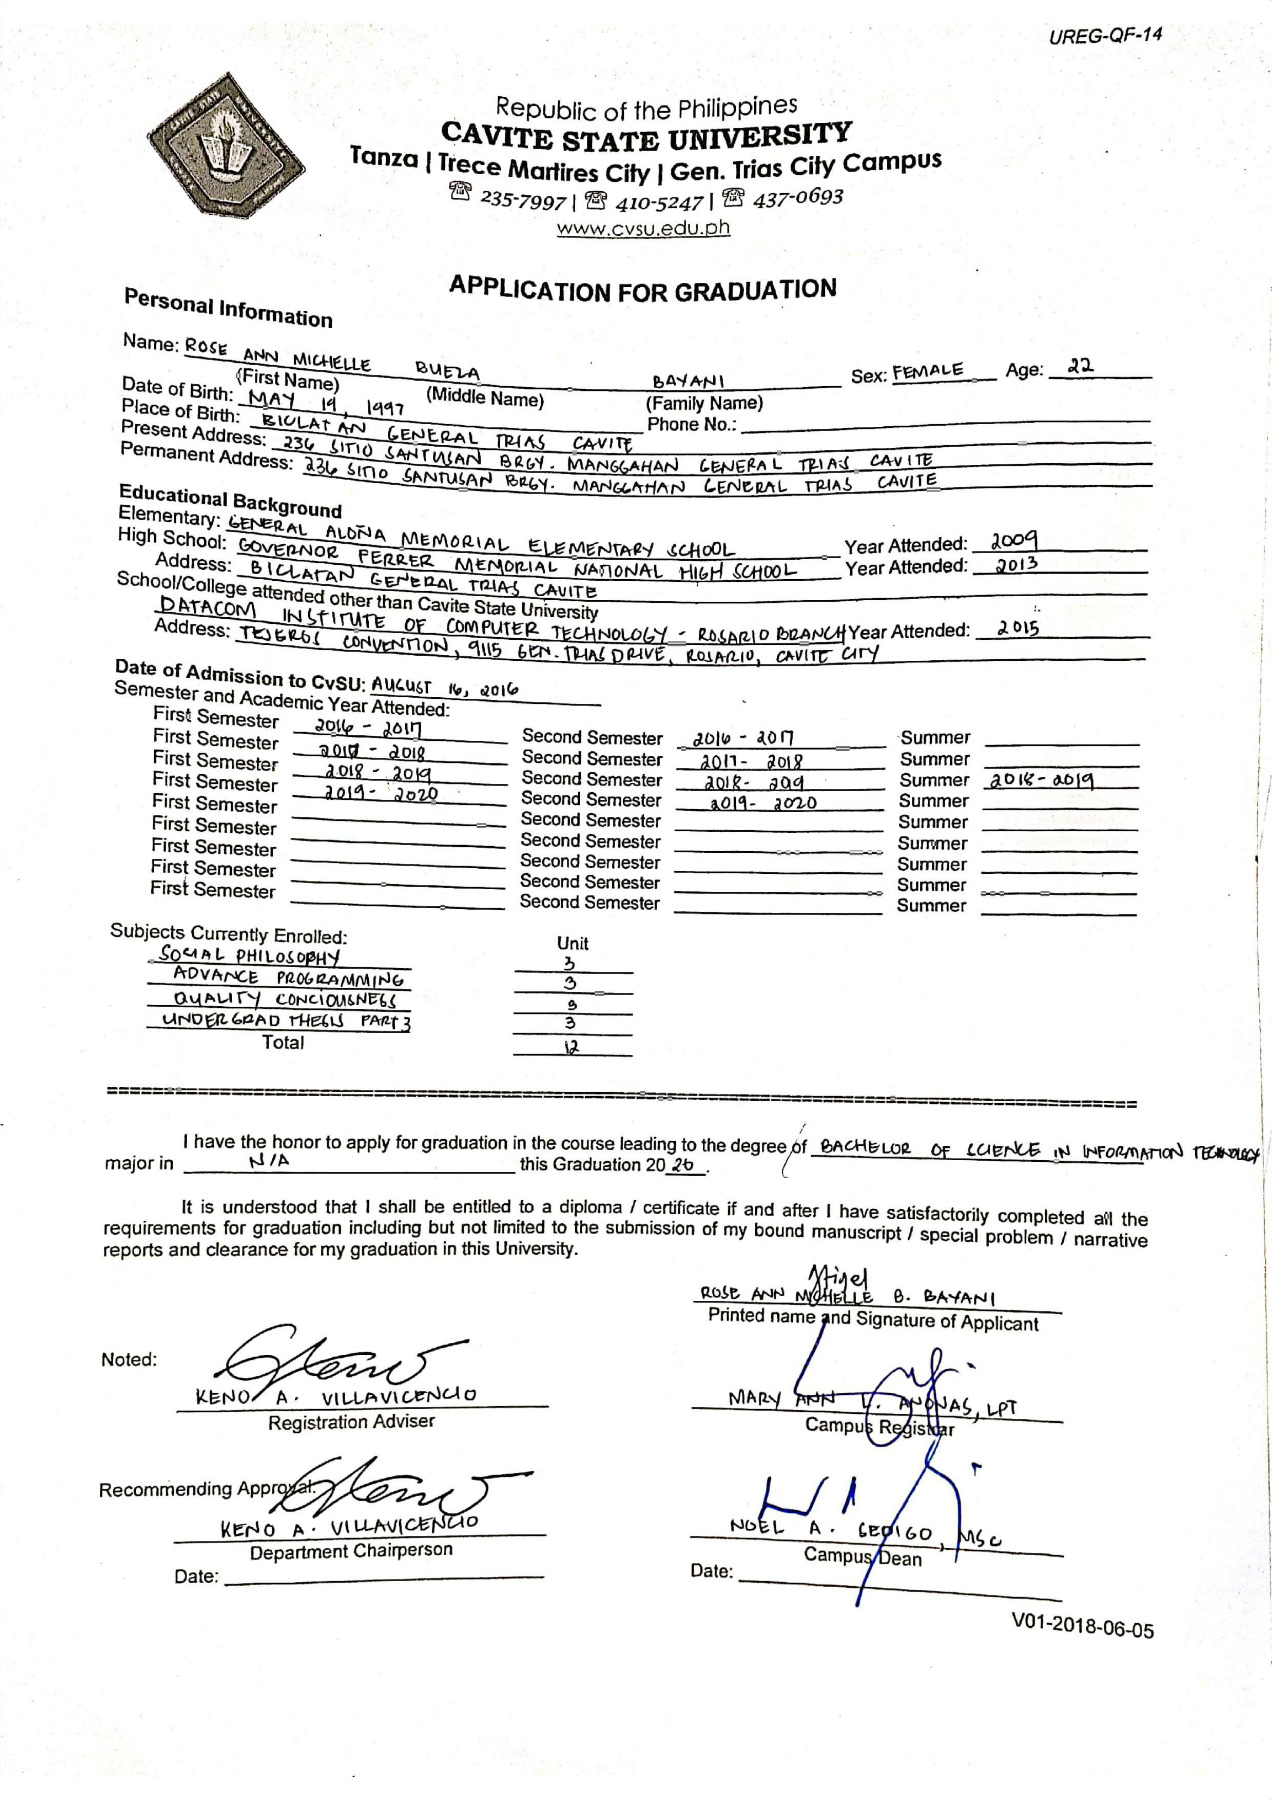 UREG-QF-14
Republic of the Philippines
CAVITE STATE UNIVERSITY
Tanza | Trece Martires City | Gen. Trias City Campus
☏ 235-7997 | ☏ 410-5247 | ☏ 437-0693
www.cvsu.edu.ph
APPLICATION FOR GRADUATION
Personal Information
Name: ROSE ANN MICHELLE BUEZA BAYANI Sex: FEMALE Age: 22
(First Name) (Middle Name) (Family Name)
Date of Birth: MAY 19, 1997 Phone No.:
Place of Birth: BICLATAN GENERAL TRIAS CAVITE
Present Address: 236 SITIO SANTUSAN BRGY. MANGGAHAN GENERAL TRIAS CAVITE
Permanent Address: 236 SITIO SANTUSAN BRGY. MANGGAHAN GENERAL TRIAS CAVITE
Educational Background
Elementary: GENERAL ALOÑA MEMORIAL ELEMENTARY SCHOOL Year Attended: 2009
High School: GOVERNOR FERRER MEMORIAL NATIONAL HIGH SCHOOL Year Attended: 2013
Address: BICLATAN GENERAL TRIAS CAVITE
School/College attended other than Cavite State University
DATACOM INSTITUTE OF COMPUTER TECHNOLOGY - ROSARIO BRANCH Year Attended: 2015
Address: TEJEROS CONVENTION, 9115 GEN. TRIAS DRIVE, ROSARIO, CAVITE CITY
Date of Admission to CvSU: AUGUST 16, 2016
Semester and Academic Year Attended:
First Semester 2016 - 2017 Second Semester 2016 - 2017 Summer
First Semester 2017 - 2018 Second Semester 2017 - 2018 Summer
First Semester 2018 - 2019 Second Semester 2018 - 209 Summer 2018 - 2019
First Semester 2019 - 2020 Second Semester 2019 - 2020 Summer
First Semester Second Semester Summer
First Semester Second Semester Summer
First Semester Second Semester Summer
First Semester Second Semester Summer
First Semester Second Semester Summer
Subjects Currently Enrolled: Unit
SOCIAL PHILOSOPHY 3
ADVANCE PROGRAMMING 3
QUALITY CONCIOUSNESS 3
UNDERGRAD THESIS PART 3 3
Total 12
I have the honor to apply for graduation in the course leading to the degree of BACHELOR OF SCIENCE IN INFORMATION TECHNOLOGY
major in N/A this Graduation 2020.
It is understood that I shall be entitled to a diploma / certificate if and after I have satisfactorily completed all the
requirements for graduation including but not limited to the submission of my bound manuscript / special problem / narrative
reports and clearance for my graduation in this University.
ROSE ANN MICHELLE B. BAYANI
Printed name and Signature of Applicant
Noted:
KENO A. VILLAVICENCIO
Registration Adviser
MARY ANN ANONAS, LPT
Campus Registrar
Recommending Approval:
KENO A. VILLAVICENCIO
Department Chairperson
Date:
NOEL A. SEDIGO, MSC
Campus Dean
Date:
V01-2018-06-05